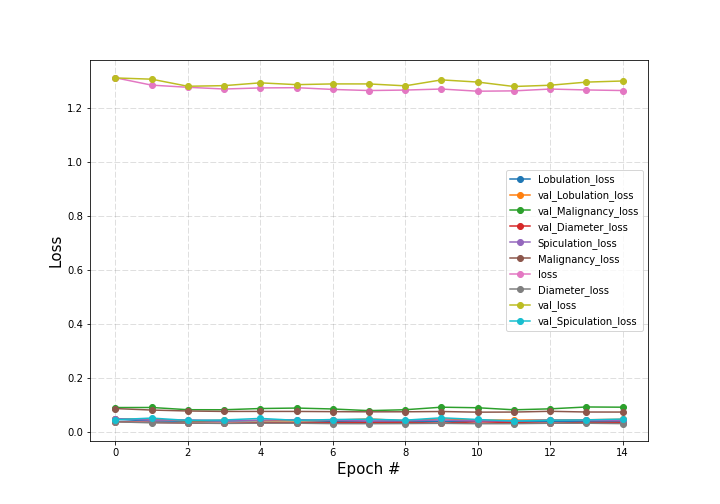 Loss
1.2
1.0
0.8
0.6
0.4
0.2
0.0
Lobulation_loss
val_Lobulation_loss
val_Malignancy_loss
val_Diameter_loss
Spiculation_loss
Malignancy_loss
loss
Diameter_loss
val_loss
val_Spiculation_loss
0 2 4 6 8 10 12 14
Epoch #